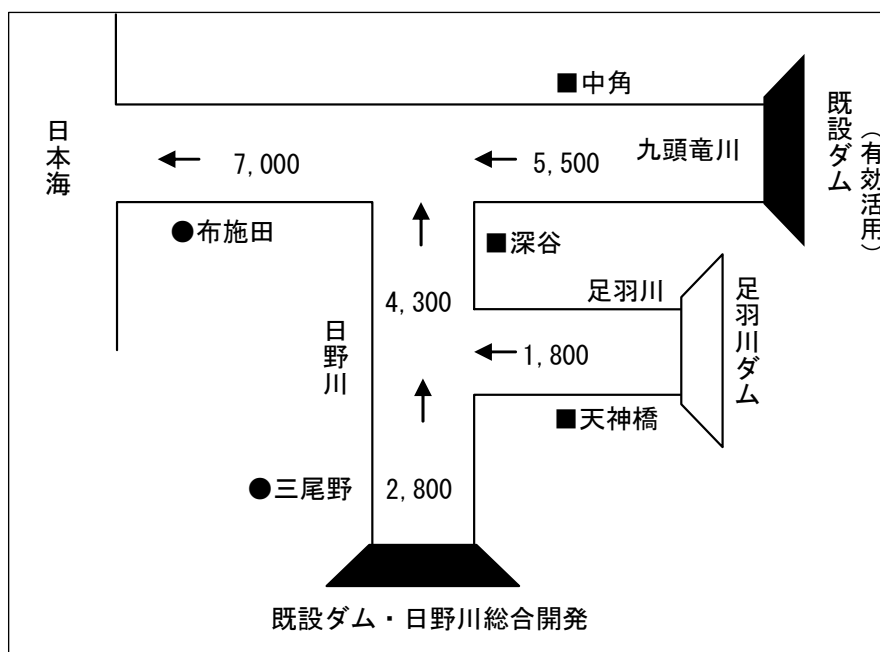 ■中角
日本海
7,000
5,500
九頭竜川
既設ダム
（有効活用）
●布施田
■深谷
4,300
足羽川
日野川
1,800
足羽川ダム
■天神橋
●三尾野
2,800
既設ダム・日野川総合開発